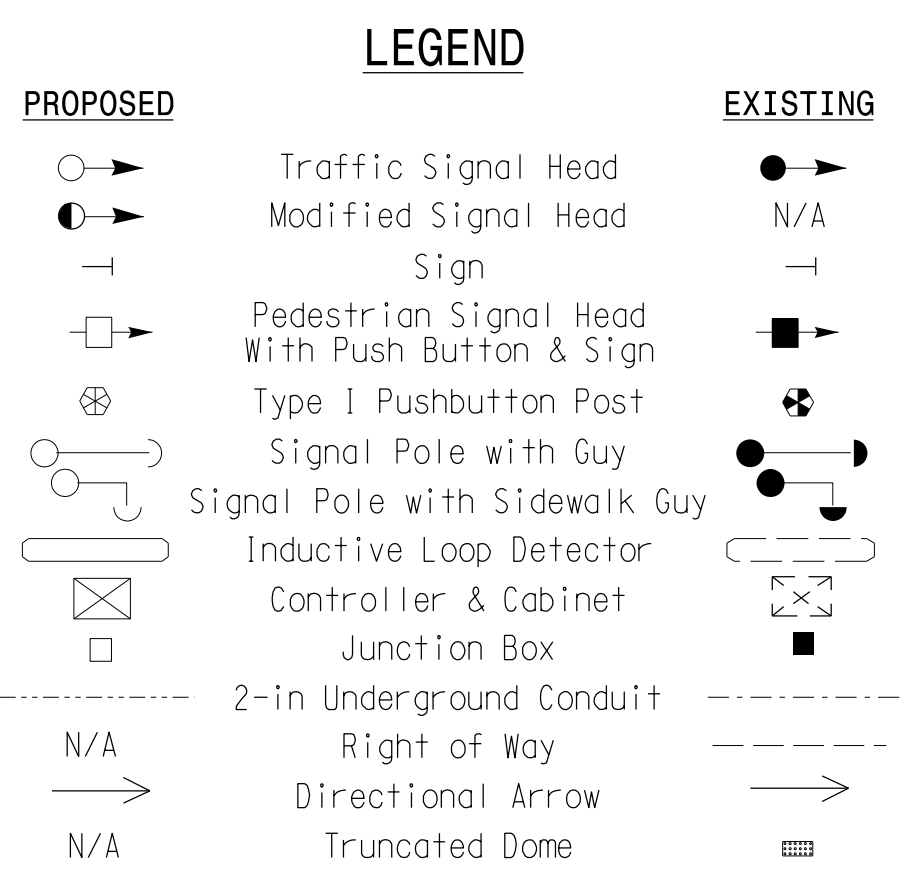 LEGEND
PROPOSED EXISTING
Traffic Signal Head
Modified Signal Head N/A
Sign
Pedestrian Signal Head
With Push Button & Sign
Type I Pushbutton Post
Signal Pole with Guy
Signal Pole with Sidewalk Guy
Inductive Loop Detector
Controller & Cabinet
Junction Box
2-in Underground Conduit
N/A Right of Way
Directional Arrow
N/A Truncated Dome